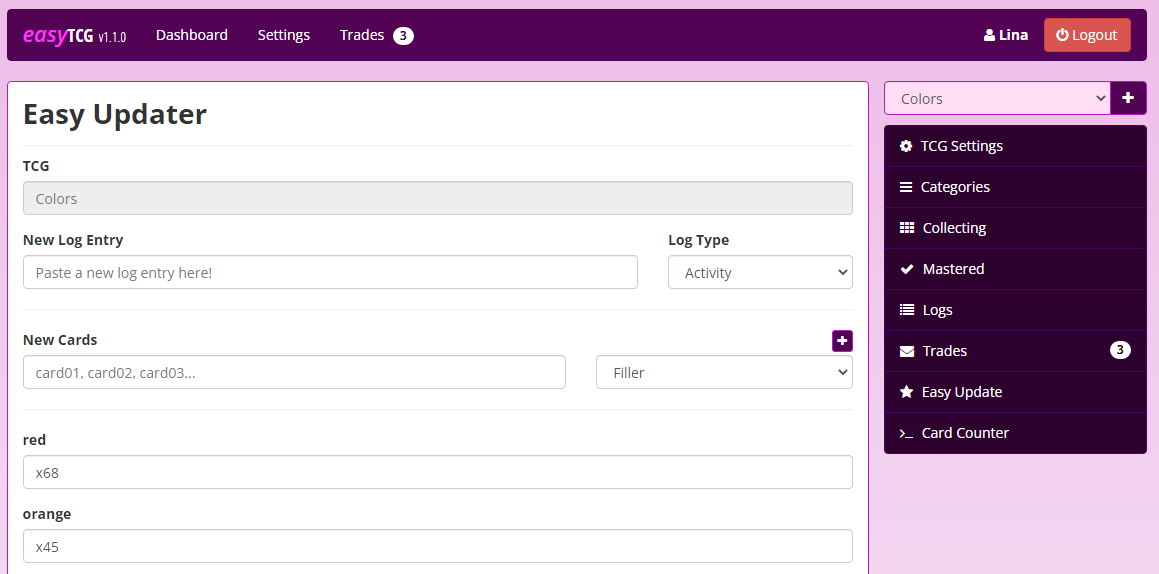 easyTCG v1.1.0 Dashboard Settings Trades 3 Lina Logout
Easy Updater
TCG
Colors
New Log Entry Log Type
Paste a new log entry here! Activity
New Cards
card01, card02, card03... Filler
red
x68
orange
x45
Colors
TCG Settings
Categories
Collecting
Mastered
Logs
Trades 3
Easy Update
Card Counter